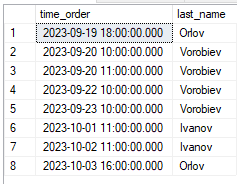 time_order last_name
1 2023-09-19 18:00:00.000 Orlov
2 2023-09-20 10:00:00.000 Vorobiev
3 2023-09-20 11:00:00.000 Vorobiev
4 2023-09-22 10:00:00.000 Vorobiev
5 2023-09-23 10:00:00.000 Vorobiev
6 2023-10-01 11:00:00.000 Ivanov
7 2023-10-02 11:00:00.000 Ivanov
8 2023-10-03 16:00:00.000 Orlov